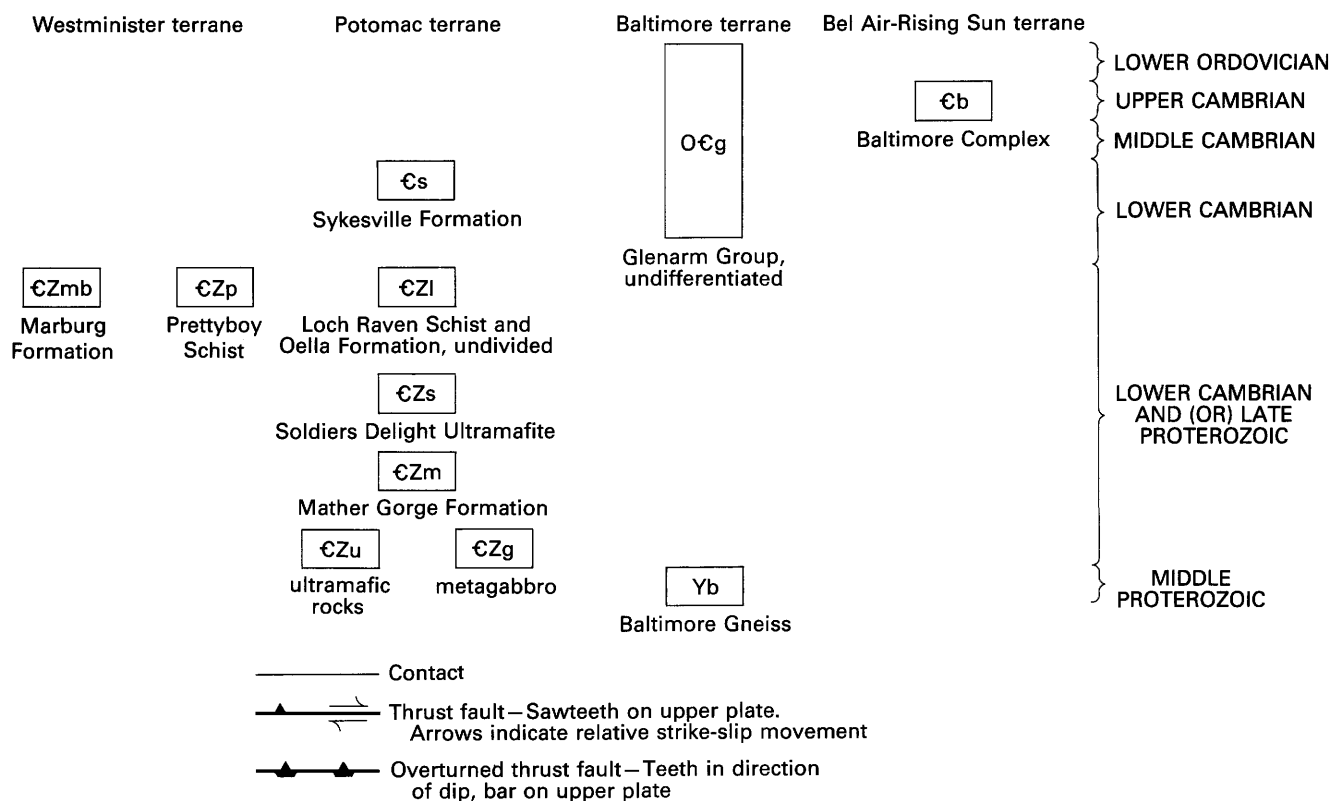 Westminister terrane
Potomac terrane
Baltimore terrane
Bel Air-Rising Sun terrane
LOWER ORDOVICIAN
Єb
UPPER CAMBRIAN
Baltimore Complex
OЄg
MIDDLE CAMBRIAN
Єs
Sykesville Formation
LOWER CAMBRIAN
Glenarm Group,
undifferentiated
ЄZmb
Marburg
Formation
ЄZp
Prettyboy
Schist
ЄZl
Loch Raven Schist and
Oella Formation, undivided
ЄZs
Soldiers Delight Ultramafite
LOWER CAMBRIAN
AND (OR) LATE
PROTEROZOIC
ЄZm
Mather Gorge Formation
ЄZu
ultramafic
rocks
ЄZg
metagabbro
Yb
Baltimore Gneiss
MIDDLE
PROTEROZOIC
Contact
Thrust fault—Sawteeth on upper plate.
Arrows indicate relative strike-slip movement
Overturned thrust fault—Teeth in direction
of dip, bar on upper plate